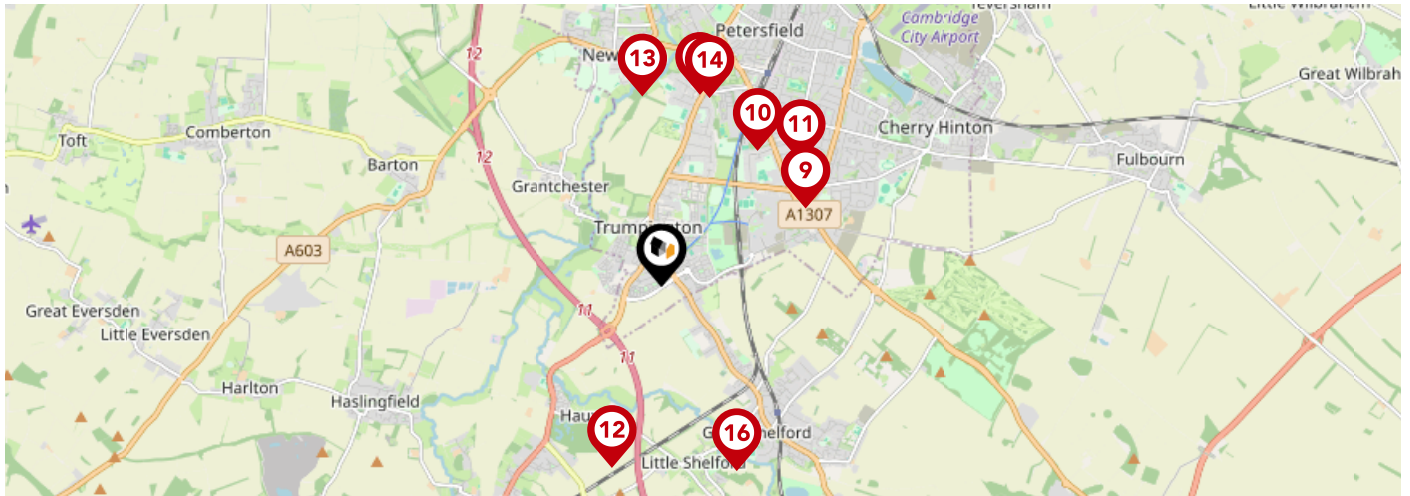 Cambridge
City Airport
Petersfield
12
New
13
14
Great Wilbrah
10
11
Cherry Hinton
Comberton
Toft
12
Barton
Fulbourn
9
Grantchester
A1307
Trumpington
A603
Great Eversden
11
Little Eversden
11
Harlton
Haslingfield
Hau
12
16
Little Shelford